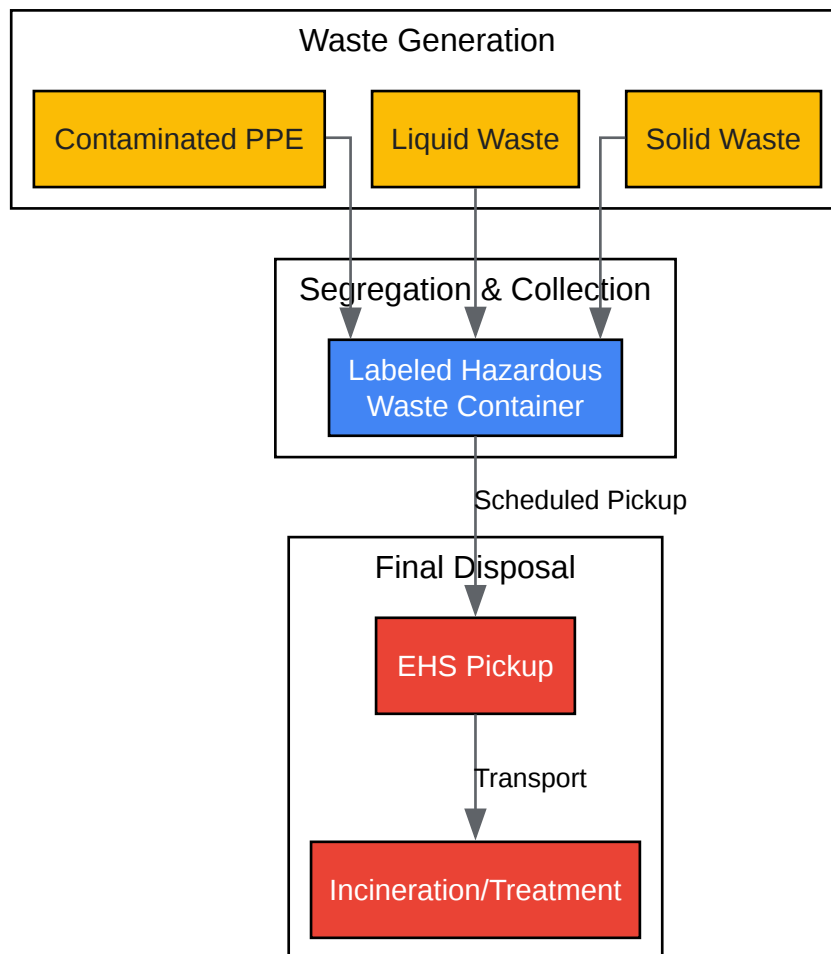 Waste Generation
Contaminated PPE
Liquid Waste
Solid Waste
Segregation & Collection
Labeled Hazardous
Waste Container
Scheduled Pickup
Final Disposal
EHS Pickup
Transport
Incineration/Treatment